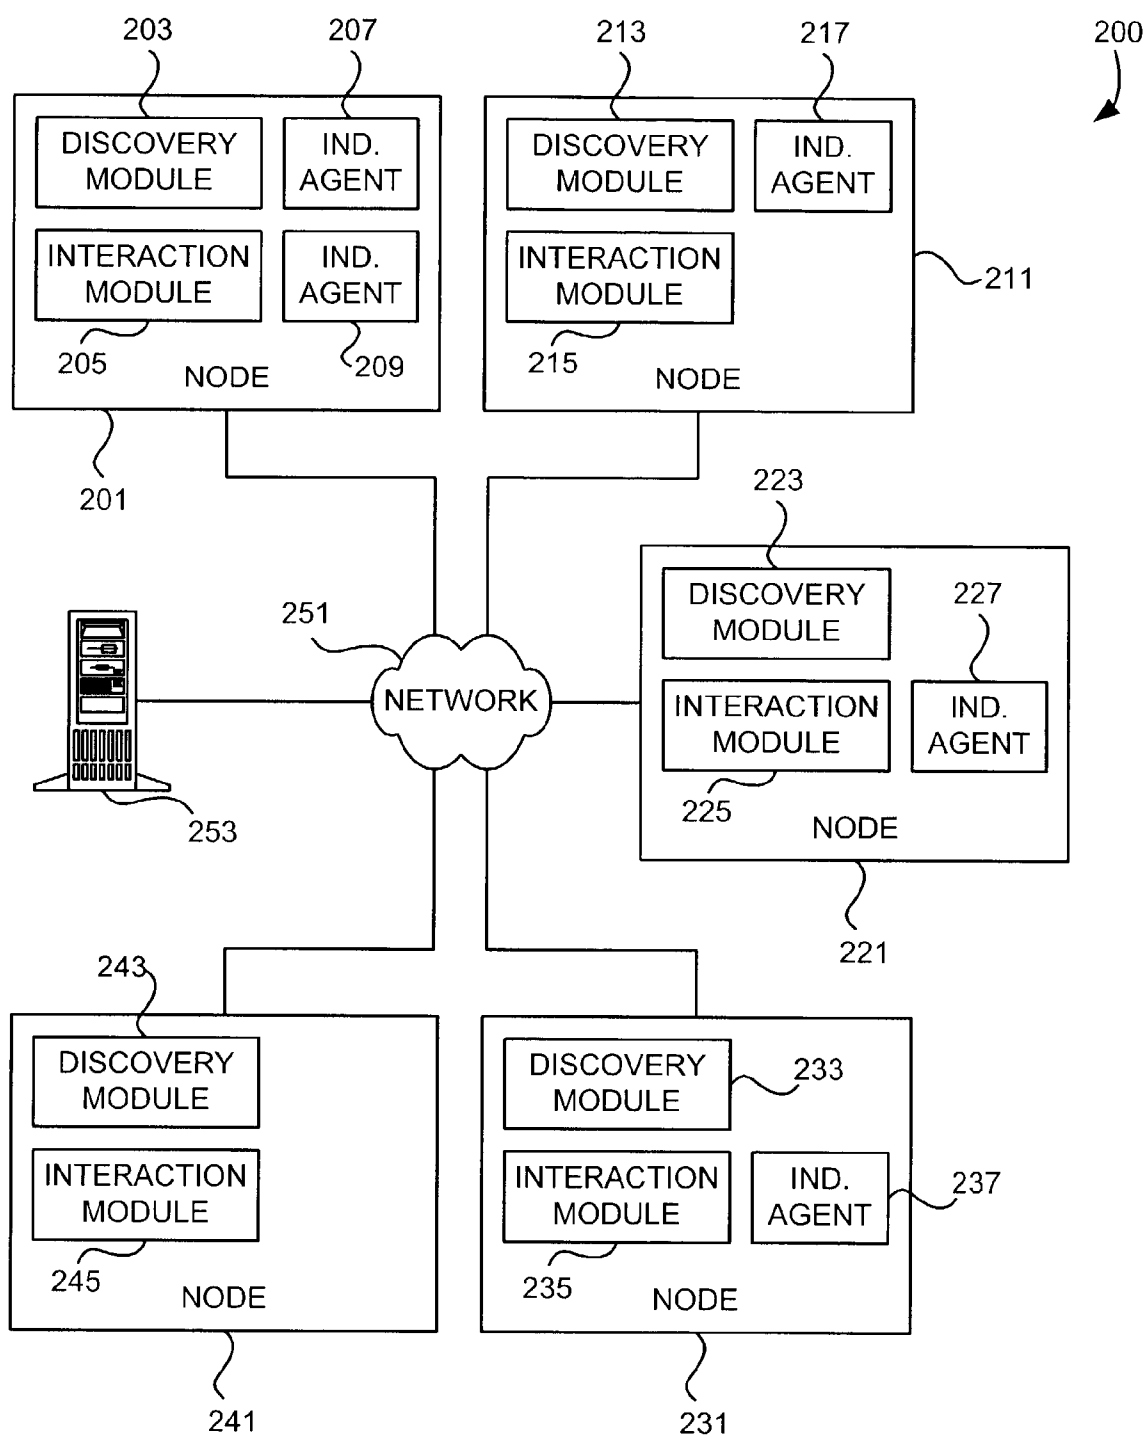 203
207
213
217
200
DISCOVERY
MODULE
IND.
AGENT
DISCOVERY
MODULE
IND.
AGENT
INTERACTION
MODULE
IND.
AGENT
INTERACTION
MODULE
211
205
209
215
NODE
NODE
201
223
DISCOVERY
MODULE
227
251
NETWORK
INTERACTION
MODULE
IND.
AGENT
225
253
NODE
221
243
DISCOVERY
MODULE
DISCOVERY
MODULE
233
INTERACTION
MODULE
INTERACTION
MODULE
IND.
AGENT
237
245
235
NODE
NODE
241
231